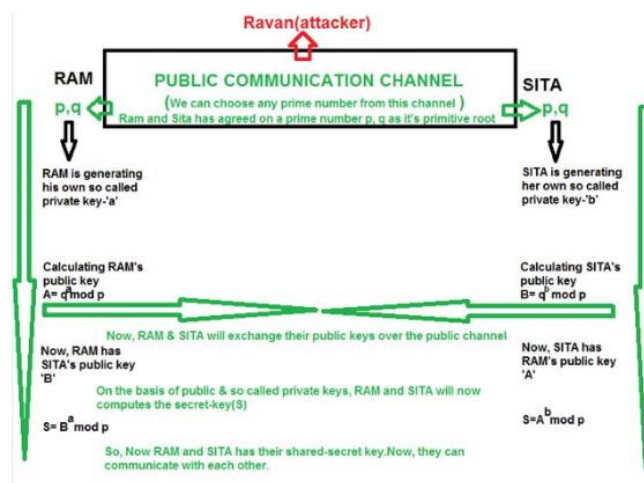 Ravan(attacker)
RAM
PUBLIC COMMUNICATION CHANNEL
SITA
p,q
(We can choose any prime number from this channel )
p,q
Ram and Sita has agreed on a prime number p, q as it's primitive root
RAM is generating
his own so called
private key-'a'
SITA is generating
her own so called
private key-'b'
Calculating RAM's
public key
A= qᵃmod p
Calculating SITA's
public key
B= qᵇ mod p
Now, RAM & SITA will exchange their public keys over the public channel
Now, RAM has
SITA's public key
'B'
Now, SITA has
RAM's public key
'A'
On the basis of public & so called private keys, RAM and SITA will now
computes the secret-key(S)
S= Bᵃ mod p
S=Aᵇ mod p
So, Now RAM and SITA has their shared-secret key.Now, they can
communicate with each other.